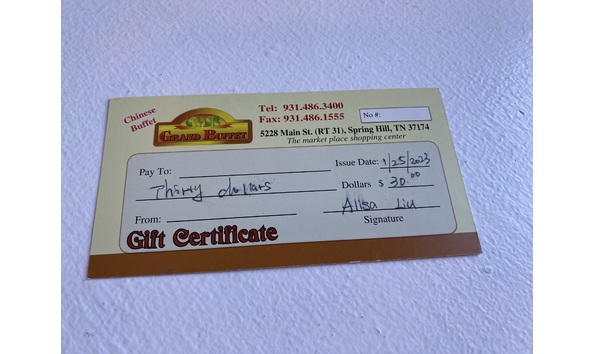 Chinese
Buffet
GRAND BUFFET
Tel: 931.486.3400
Fax: 931.486.1555
No #:
5228 Main St. (RT 31), Spring Hill, TN 37174
The market place shopping center
Pay To:
Issue Date: 1/25/2023
Thirty dollars
Dollars $ 30.00
From:
Alisa Liu
Signature
Gift Certificate